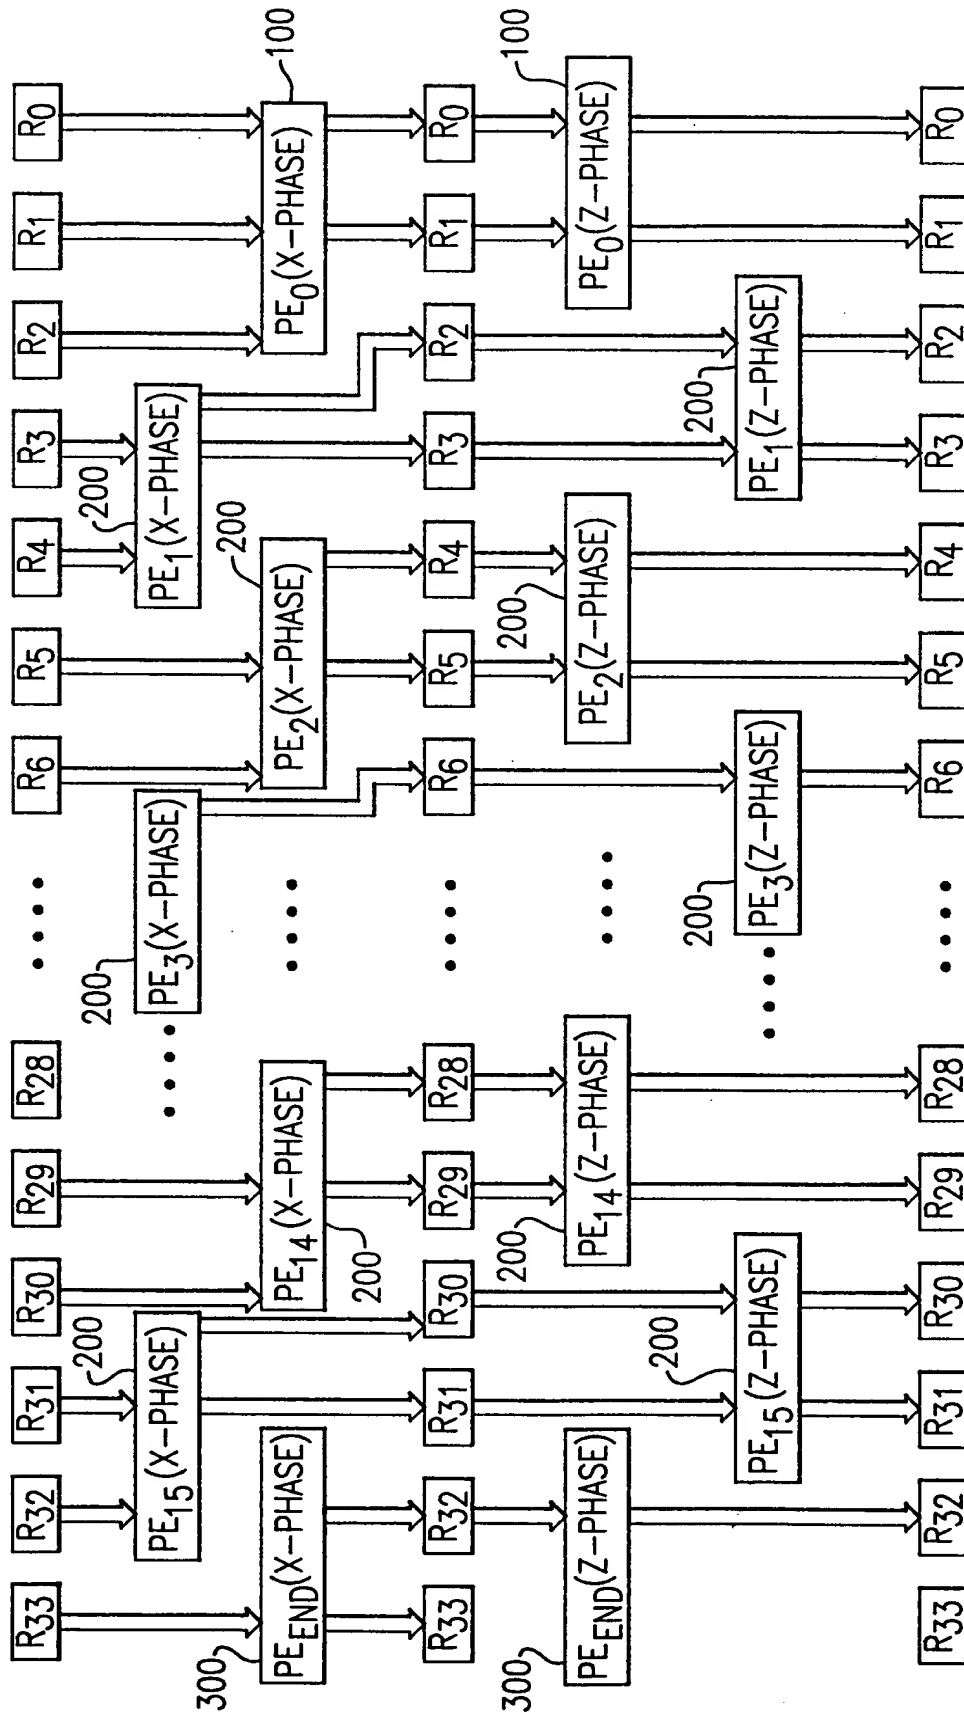 R33 R32 R31 R30 R29 R28 R6 R5 R4 R3 R2 R1 R0
200 200 200
PE15(X-PHASE) PE3(X-PHASE) PE1(X-PHASE)
300 200 100
PEEND(X-PHASE) PE14(X-PHASE) PE2(X-PHASE) PE0(X-PHASE)
200
R33 R32 R31 R30 R29 R28 R6 R5 R4 R3 R2 R1 R0
300 200 200 100
PEEND(Z-PHASE) PE14(Z-PHASE) PE2(Z-PHASE) PE0(Z-PHASE)
200 200 200
PE15(Z-PHASE) PE3(Z-PHASE) PE1(Z-PHASE)
R33 R32 R31 R30 R29 R28 R6 R5 R4 R3 R2 R1 R0